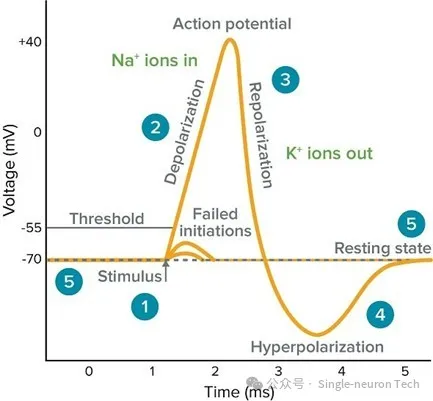 Action potential
+40
Na⁺ ions in
3
2
Depolarization
Repolarization
0
K⁺ ions out
Voltage (mV)
Threshold
-55
Failed
initiations
5
Resting state
-70
5
Stimulus
1
4
Hyperpolarization
0 1 2 3 4 5
公众号 · Single-neuron Tech
Time (ms)